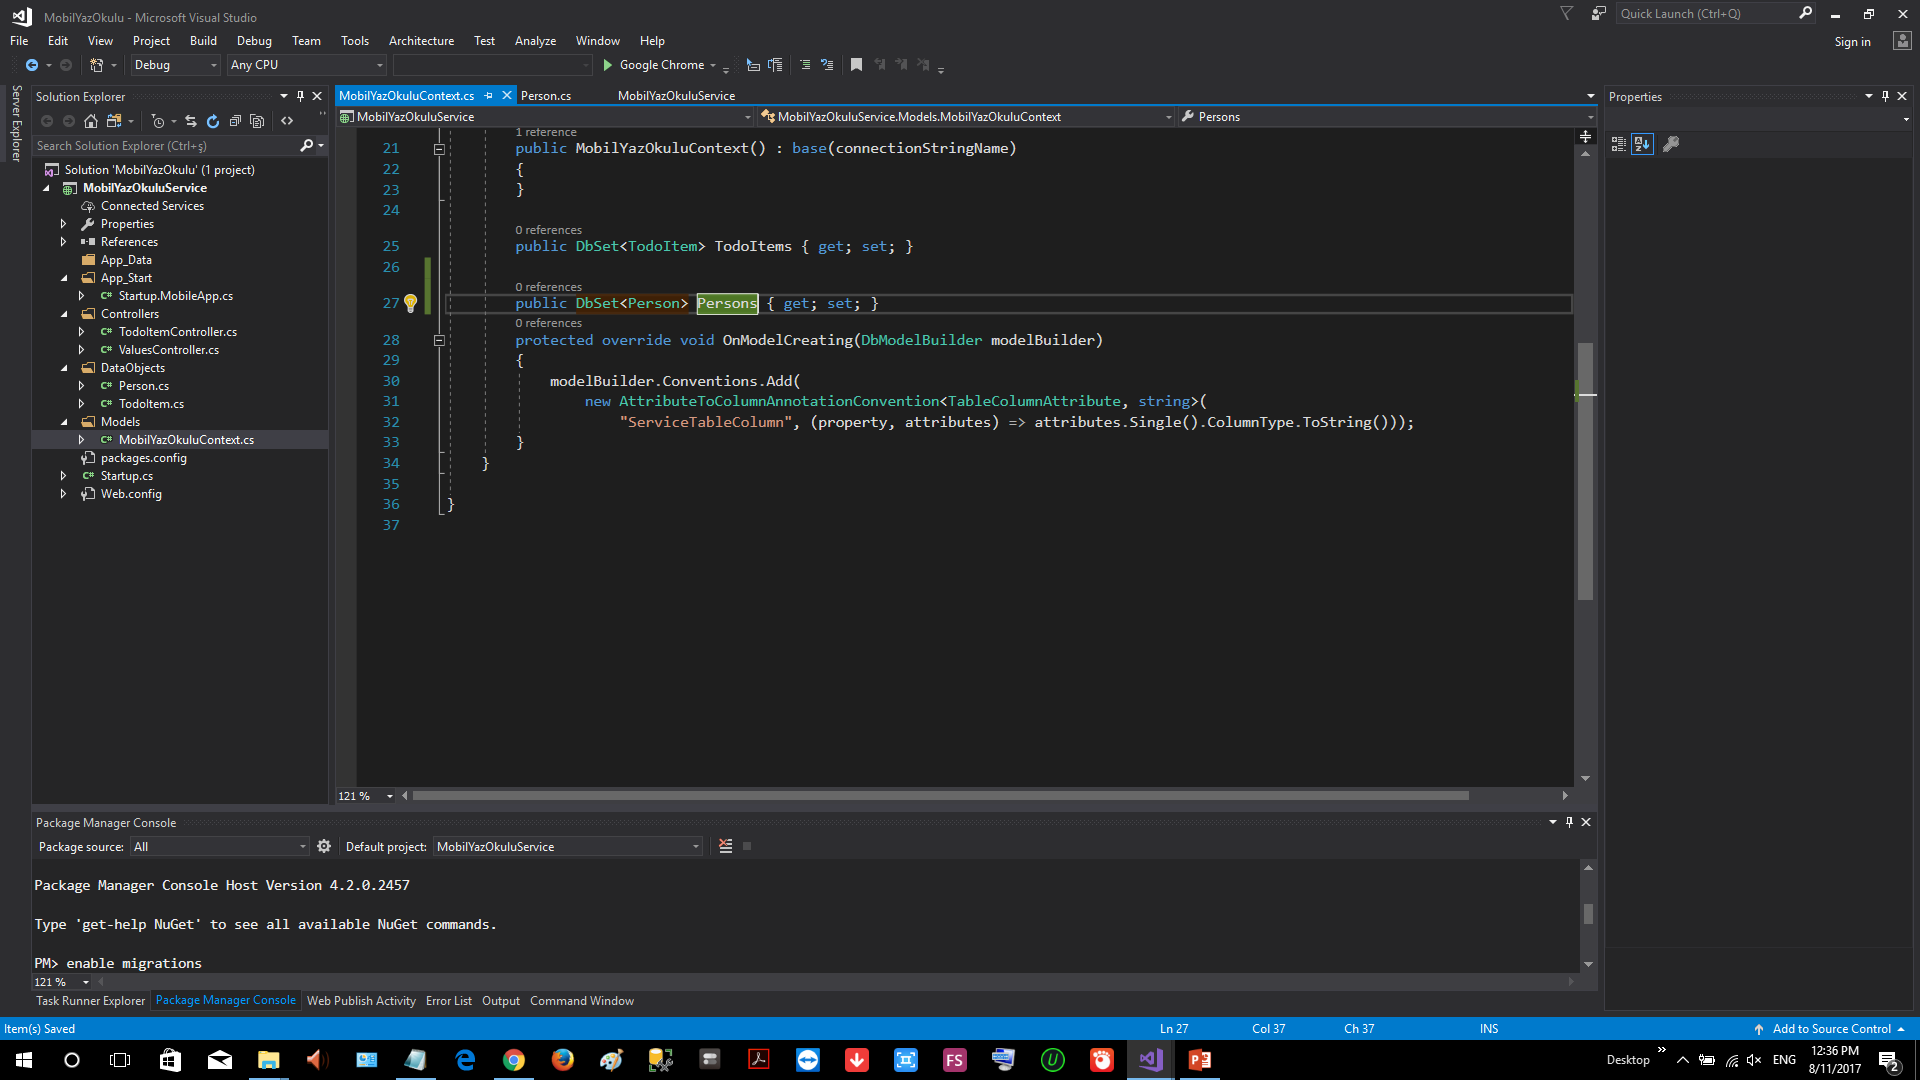 MobilYazOkulu - Microsoft Visual Studio
Quick Launch (Ctrl+Q)
File Edit View Project Build Debug Team Tools Architecture Test Analyze Window Help
Sign in
Debug Any CPU Google Chrome
Server Explorer
Solution Explorer
Search Solution Explorer (Ctrl+ş)
Solution 'MobilYazOkulu' (1 project)
MobilYazOkuluService
Connected Services
Properties
References
App_Data
App_Start
Startup.MobileApp.cs
Controllers
TodoItemController.cs
ValuesController.cs
DataObjects
Person.cs
TodoItem.cs
Models
MobilYazOkuluContext.cs
packages.config
Startup.cs
Web.config
MobilYazOkuluContext.cs Person.cs MobilYazOkuluService
MobilYazOkuluService MobilYazOkuluService.Models.MobilYazOkuluContext Persons
1 reference
21 public MobilYazOkuluContext() : base(connectionStringName)
22 {
23 }
24
0 references
25 public DbSet<TodoItem> TodoItems { get; set; }
26
0 references
27 public DbSet<Person> Persons { get; set; }
0 references
28 protected override void OnModelCreating(DbModelBuilder modelBuilder)
29 {
30 modelBuilder.Conventions.Add(
31 new AttributeToColumnAnnotationConvention<TableColumnAttribute, string>(
32 "ServiceTableColumn", (property, attributes) => attributes.Single().ColumnType.ToString()));
33 }
34 }
35
36 }
37
121 %
Properties
Package Manager Console
Package source: All Default project: MobilYazOkuluService
Package Manager Console Host Version 4.2.0.2457
Type 'get-help NuGet' to see all available NuGet commands.
PM> enable migrations
121 %
Task Runner Explorer Package Manager Console Web Publish Activity Error List Output Command Window
Item(s) Saved Ln 27 Col 37 Ch 37 INS Add to Source Control
FS
Desktop ENG
12:36 PM
8/11/2017
2